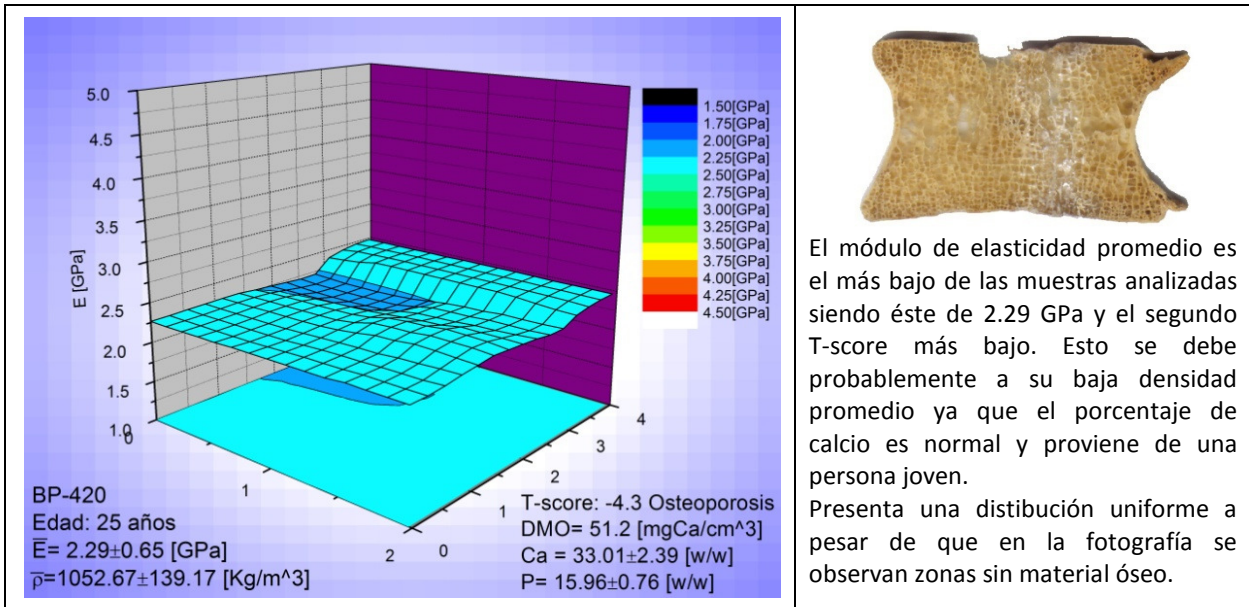 5.0
4.5
4.0
3.5
3.0
2.5
2.0
1.5
1.0
E [GPa]
0
1
2
0
1
2
3
4
1.50[GPa]
1.75[GPa]
2.00[GPa]
2.25[GPa]
2.50[GPa]
2.75[GPa]
3.00[GPa]
3.25[GPa]
3.50[GPa]
3.75[GPa]
4.00[GPa]
4.25[GPa]
4.50[GPa]
BP-420
Edad: 25 años
E̅= 2.29±0.65 [GPa]
ρ̅=1052.67±139.17 [Kg/m^3]
T-score: -4.3 Osteoporosis
DMO= 51.2 [mgCa/cm^3]
Ca = 33.01±2.39 [w/w]
P= 15.96±0.76 [w/w]
El módulo de elasticidad promedio es
el más bajo de las muestras analizadas
siendo éste de 2.29 GPa y el segundo
T-score más bajo. Esto se debe
probablemente a su baja densidad
promedio ya que el porcentaje de
calcio es normal y proviene de una
persona joven.
Presenta una distibución uniforme a
pesar de que en la fotografía se
observan zonas sin material óseo.